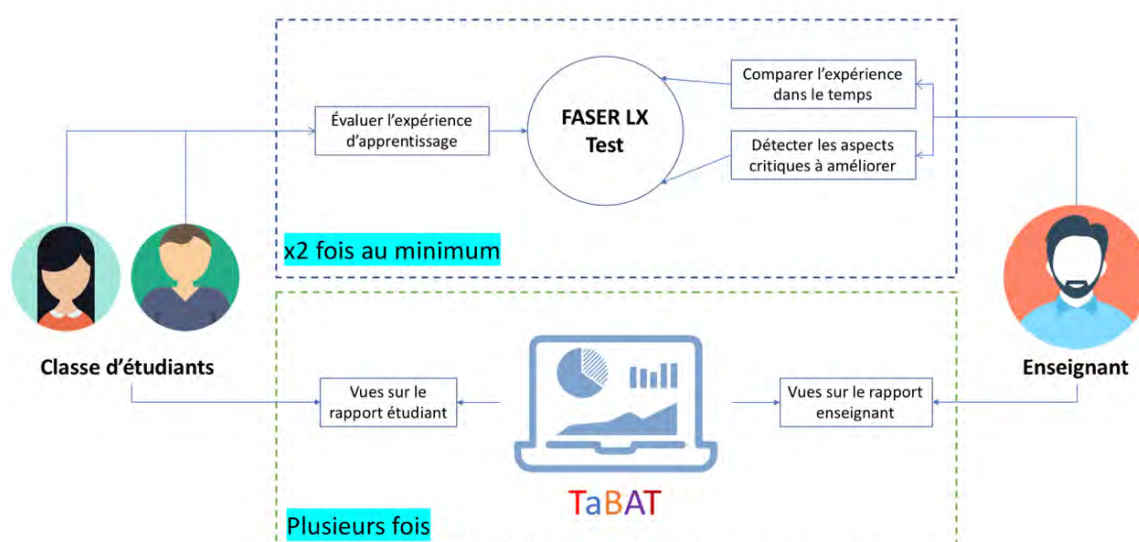 Évaluer l'expérience
d'apprentissage
FASER LX
Test
Comparer l'expérience
dans le temps
Détecter les aspects
critiques à améliorer
x2 fois au minimum
Classe d'étudiants
Enseignant
Vues sur le
rapport étudiant
Vues sur le rapport
enseignant
TaBAT
Plusieurs fois